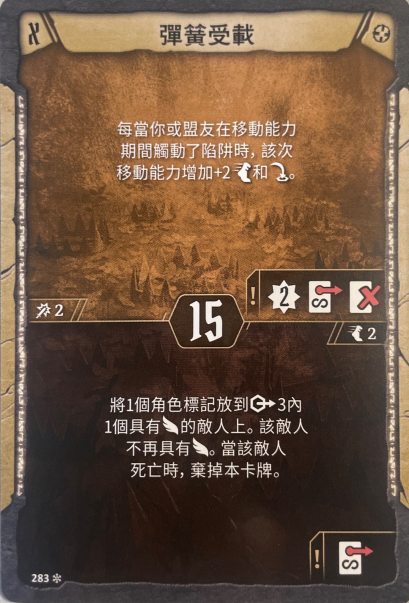 彈簧受載
每當你或盟友在移動能力
期間觸動了陷阱時，該次
移動能力增加+2 和 。
! 2 S
2
15
2
將1個角色標記放到 3內
1個具有 的敵人上。該敵人
不再具有 。當該敵人
死亡時，棄掉本卡牌。
! S
283